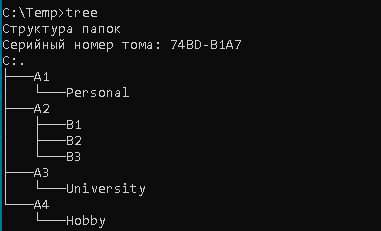 C:\Temp>tree
Структура папок
Серийный номер тома: 74BD-B1A7
C:.
├───A1
│   └───Personal
├───A2
│   ├───B1
│   ├───B2
│   └───B3
├───A3
│   └───University
└───A4
    └───Hobby